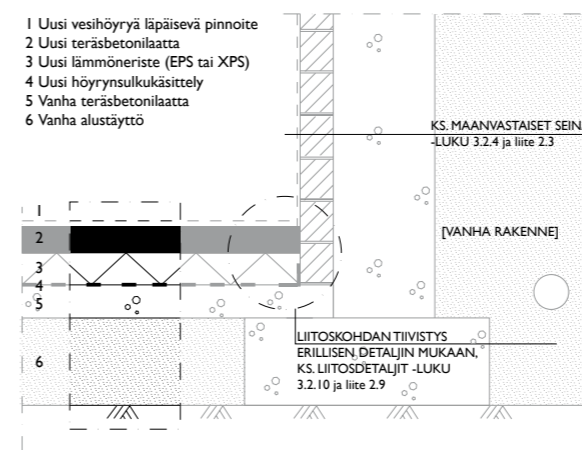 1 Uusi vesihöyryä läpäisevä pinnoite
2 Uusi teräsbetonilaatta
3 Uusi lämmöneriste (EPS tai XPS)
4 Uusi höyrynsulkukäsittely
5 Vanha teräsbetonilaatta
6 Vanha alustäyttö
KS. MAANVASTAISET SEIN
-LUKU 3.2.4 ja liite 2.3
1
2
[VANHA RAKENNE]
3
4
5
LIITOSKOHDAN TIIVISTYS
ERILLISEN DETALJIN MUKAAN,
KS. LIITOSDETALJIT -LUKU
3.2.10 ja liite 2.9
6